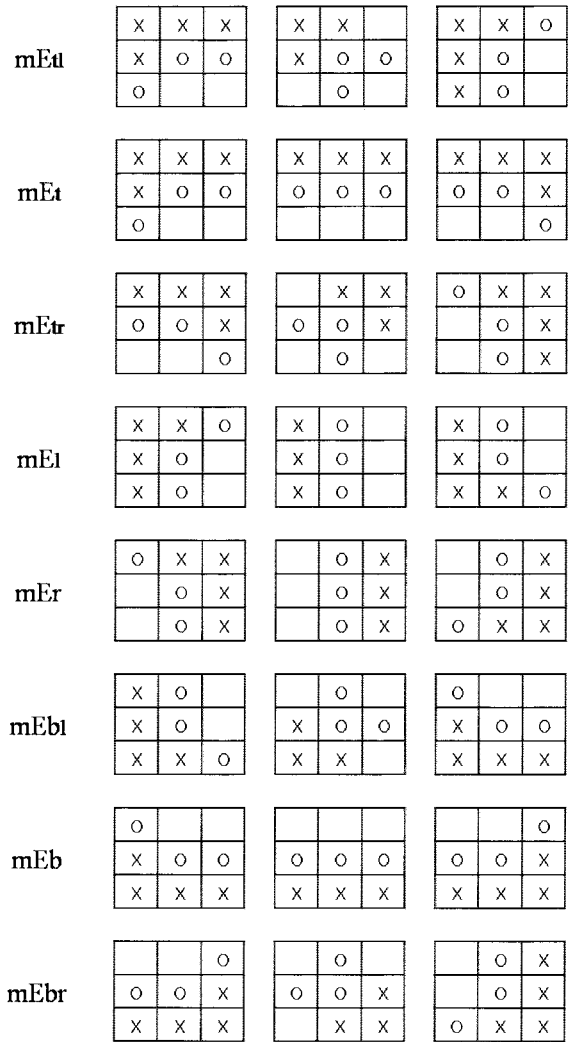 X X X X X
X X O
mEtl X O O X O O X O
O O X O
X X X X X X X X X
mEt X O O O O O O O X
O O
X X X X X O X X
mEtr O O X O O X O X
O O O X
X X O X O X O
mEl X O X O X O
X O X O X X O
O X X O X O X
mEr O X O X O X
O X O X O X X
X O O O
mEbl X O X O O X O O
X X O X X X X X
O O
mEb X O O O O O O O X
X X X X X X X X X
O O O X
mEbr O O X O O X O X
X X X X X O X X